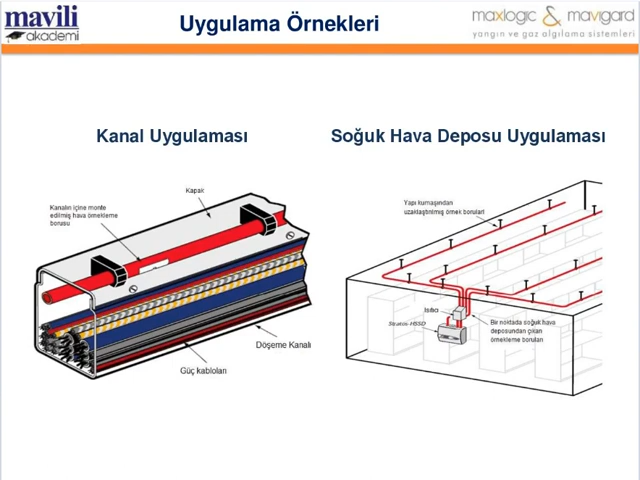 mavili
akademi
Uygulama Örnekleri
maxlogic & mavigard
yangın ve gaz algılama sistemleri
Kanal Uygulaması
Soğuk Hava Deposu Uygulaması
Kapak
Kanalın içine monte
edilmiş hava örnekleme
borusu
Döşeme Kanalı
Güç kabloları
Yapı kumaşından
uzaklaştırılmış örnek boruları
Isıtıcı
Stratos-HSSD
Bir noktada soğuk hava
deposundan çıkan
örnekleme boruları